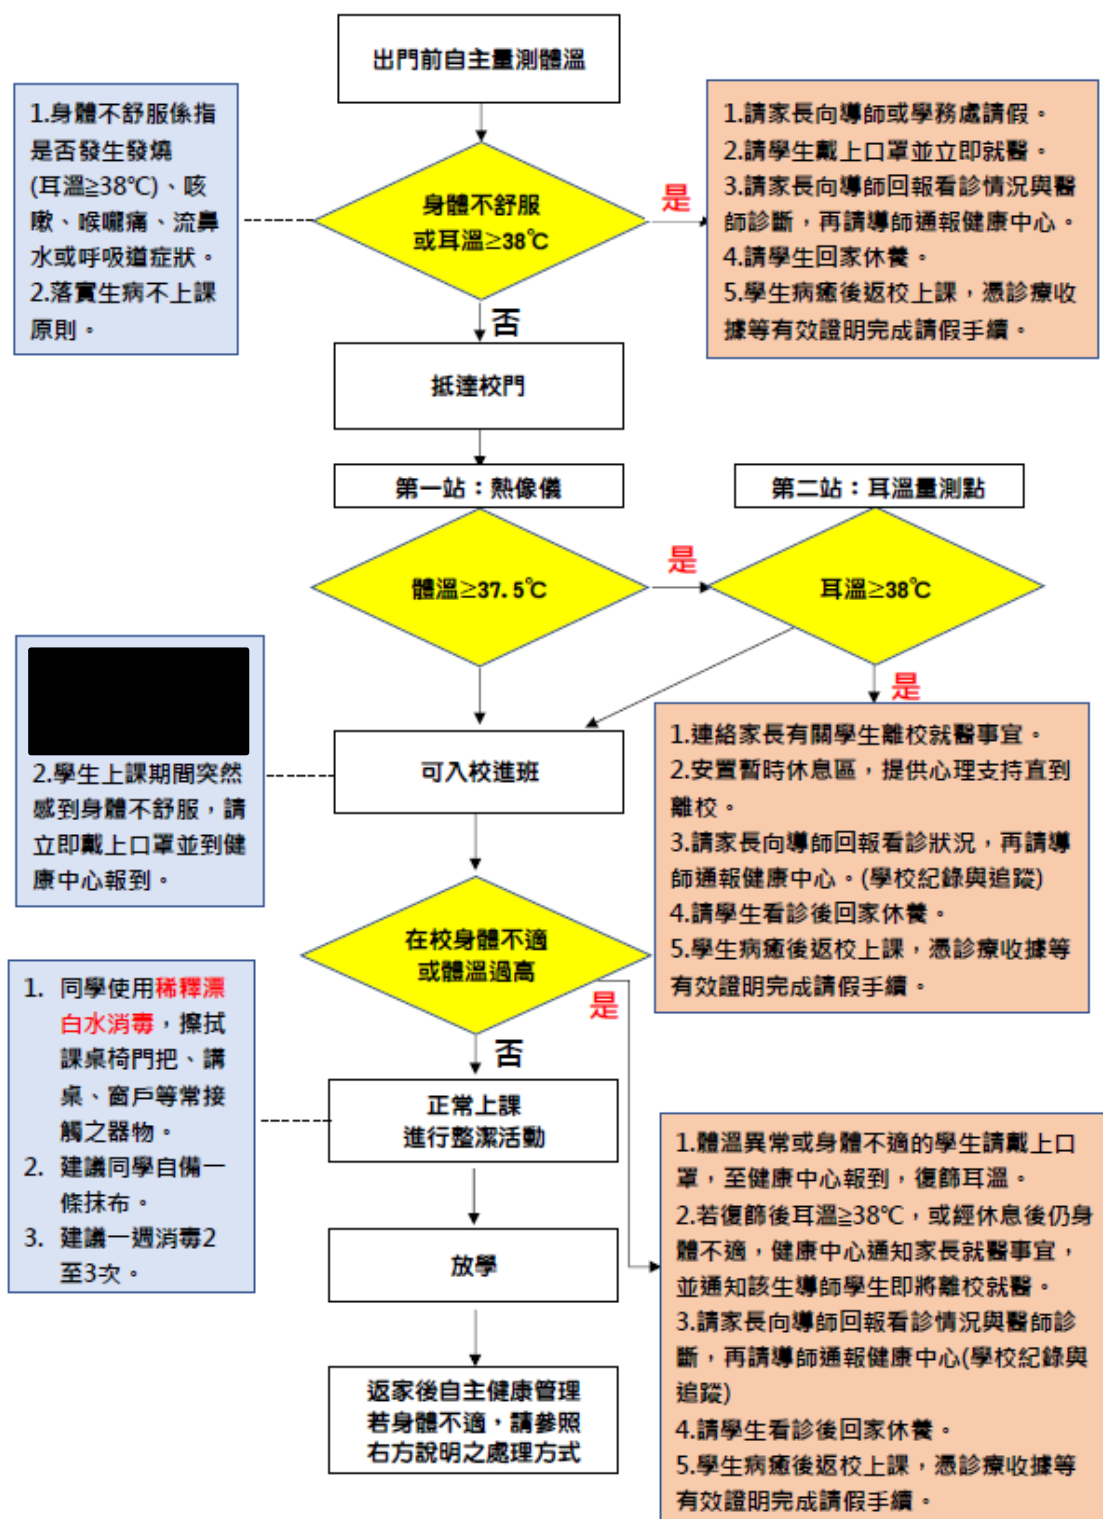 出門前自主量測體溫
1.身體不舒服係指
是否發生發燒
(耳溫≧38℃)、咳
嗽、喉嚨痛、流鼻
水或呼吸道症狀。
2.落實生病不上課
原則。
身體不舒服
或耳溫≥38℃
是
1.請家長向導師或學務處請假。
2.請學生戴上口罩並立即就醫。
3.請家長向導師回報看診情況與醫
師診斷，再請導師通報健康中心。
4.請學生回家休養。
5.學生病癒後返校上課，憑診療收
據等有效證明完成請假手續。
否
抵達校門
第一站：熱像儀
第二站：耳溫量測點
體溫≥37.5℃
是
耳溫≥38℃
是
2.學生上課期間突然
感到身體不舒服，請
立即戴上口罩並到健
康中心報到。
可入校進班
1.連絡家長有關學生離校就醫事宜。
2.安置暫時休息區，提供心理支持直到
離校。
3.請家長向導師回報看診狀況，再請導
師通報健康中心。(學校紀錄與追蹤)
4.請學生看診後回家休養。
5.學生病癒後返校上課，憑診療收據等
有效證明完成請假手續。
在校身體不適
或體溫過高
是
否
1. 同學使用稀釋漂
白水消毒，擦拭
課桌椅門把、講
桌、窗戶等常接
觸之器物。
2. 建議同學自備一
條抹布。
3. 建議一週消毒2
至3次。
正常上課
進行整潔活動
放學
返家後自主健康管理
若身體不適，請參照
右方說明之處理方式
1.體溫異常或身體不適的學生請戴上口
罩，至健康中心報到，復篩耳溫。
2.若復篩後耳溫≧38℃，或經休息後仍身
體不適，健康中心通知家長就醫事宜，
並通知該生導師學生即將離校就醫。
3.請家長向導師回報看診情況與醫師診
斷，再請導師通報健康中心(學校紀錄與
追蹤)
4.請學生看診後回家休養。
5.學生病癒後返校上課，憑診療收據等
有效證明完成請假手續。